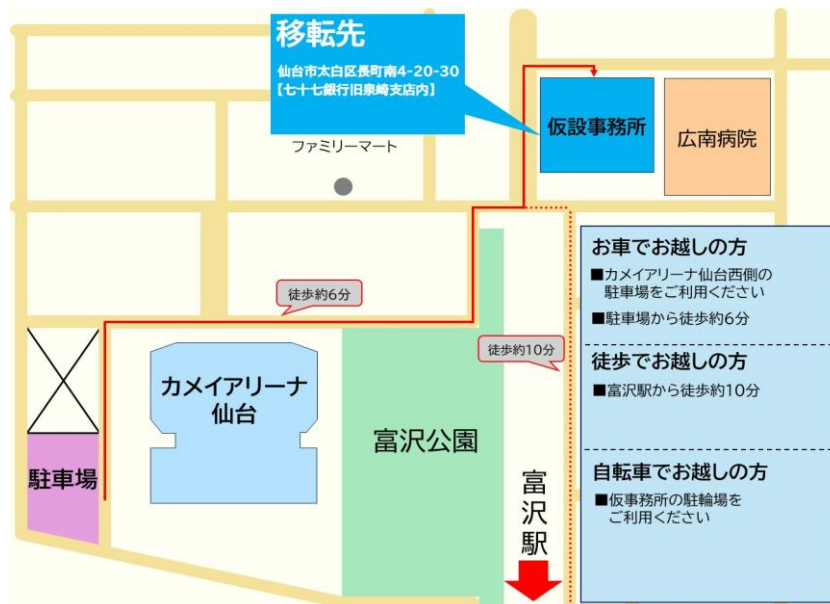 移転先
仙台市太白区長町南4-20-30
【七十七銀行旧泉崎支店内】
仮設事務所
広南病院
ファミリーマート
徒歩約6分
徒歩約10分
カメイアリーナ
仙台
富沢公園
駐車場
富沢駅
お車でお越しの方
■カメイアリーナ仙台西側の
駐車場をご利用ください
■駐車場から徒歩約6分
徒歩でお越しの方
■富沢駅から徒歩約10分
自転車でお越しの方
■仮事務所の駐輪場を
ご利用ください